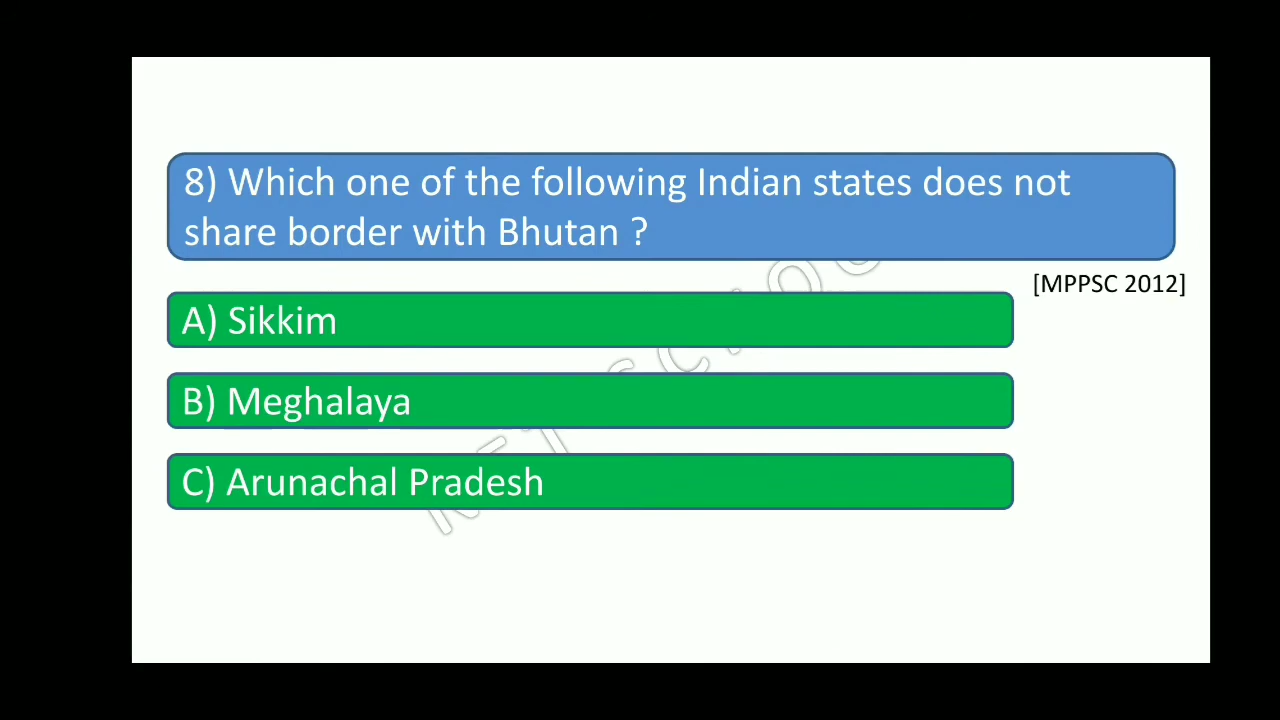 8) Which one of the following Indian states does not
share border with Bhutan ?
[MPPSC 2012]
A) Sikkim
B) Meghalaya
C) Arunachal Pradesh